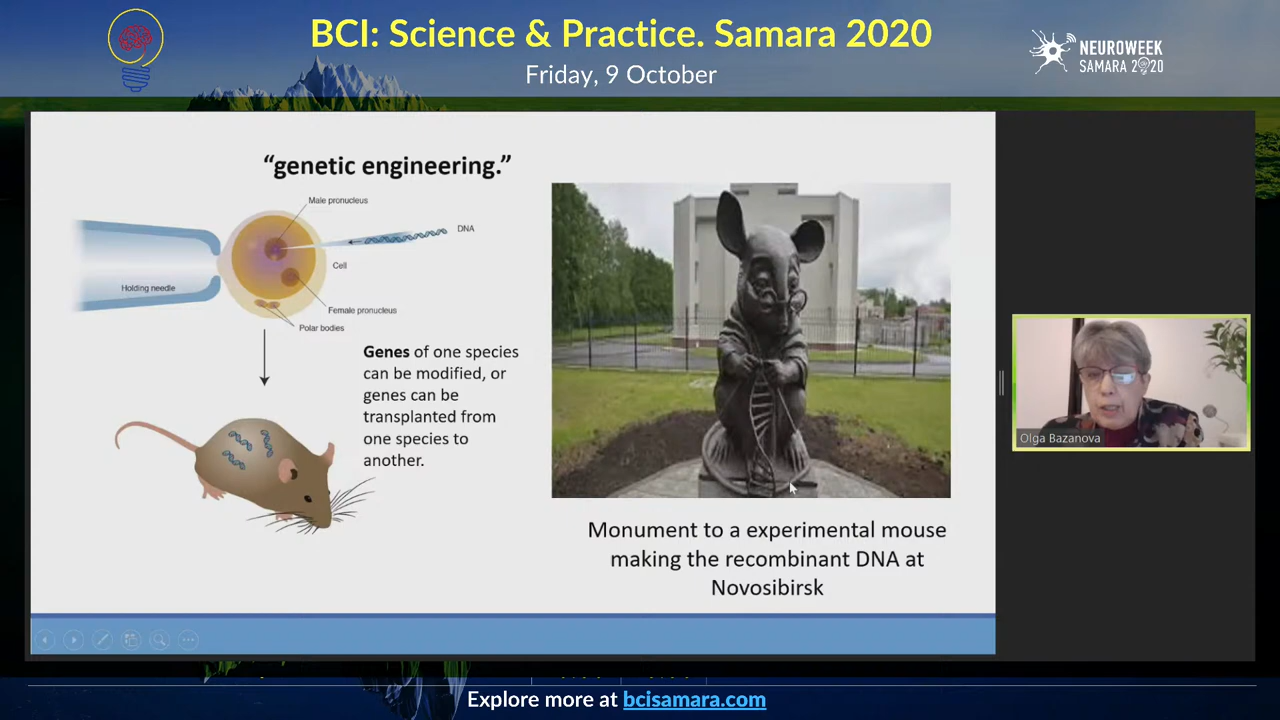 BCI: Science & Practice. Samara 2020
Friday, 9 October
NEUROWEEK
SAMARA 2020
“genetic engineering.”
Male pronucleus
DNA
Cell
Holding needle
Female pronucleus
Polar bodies
Genes of one species
can be modified, or
genes can be
transplanted from
one species to
another.
Monument to a experimental mouse
making the recombinant DNA at
Novosibirsk
Olga Bazanova
Explore more at bcisamara.com